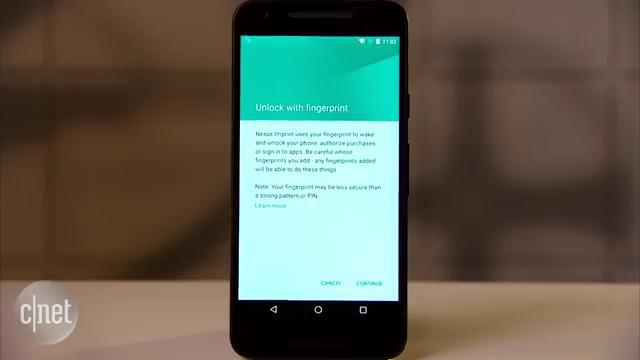 11:02
Unlock with fingerprint
Nexus Imprint uses your fingerprint to wake
and unlock your phone, authorize purchases,
or sign in to apps. Be careful whose
fingerprints you add - any fingerprints added
will be able to do these things.
Note: Your fingerprint may be less secure than
a strong pattern or PIN.
Learn more
CANCEL CONTINUE
c|net